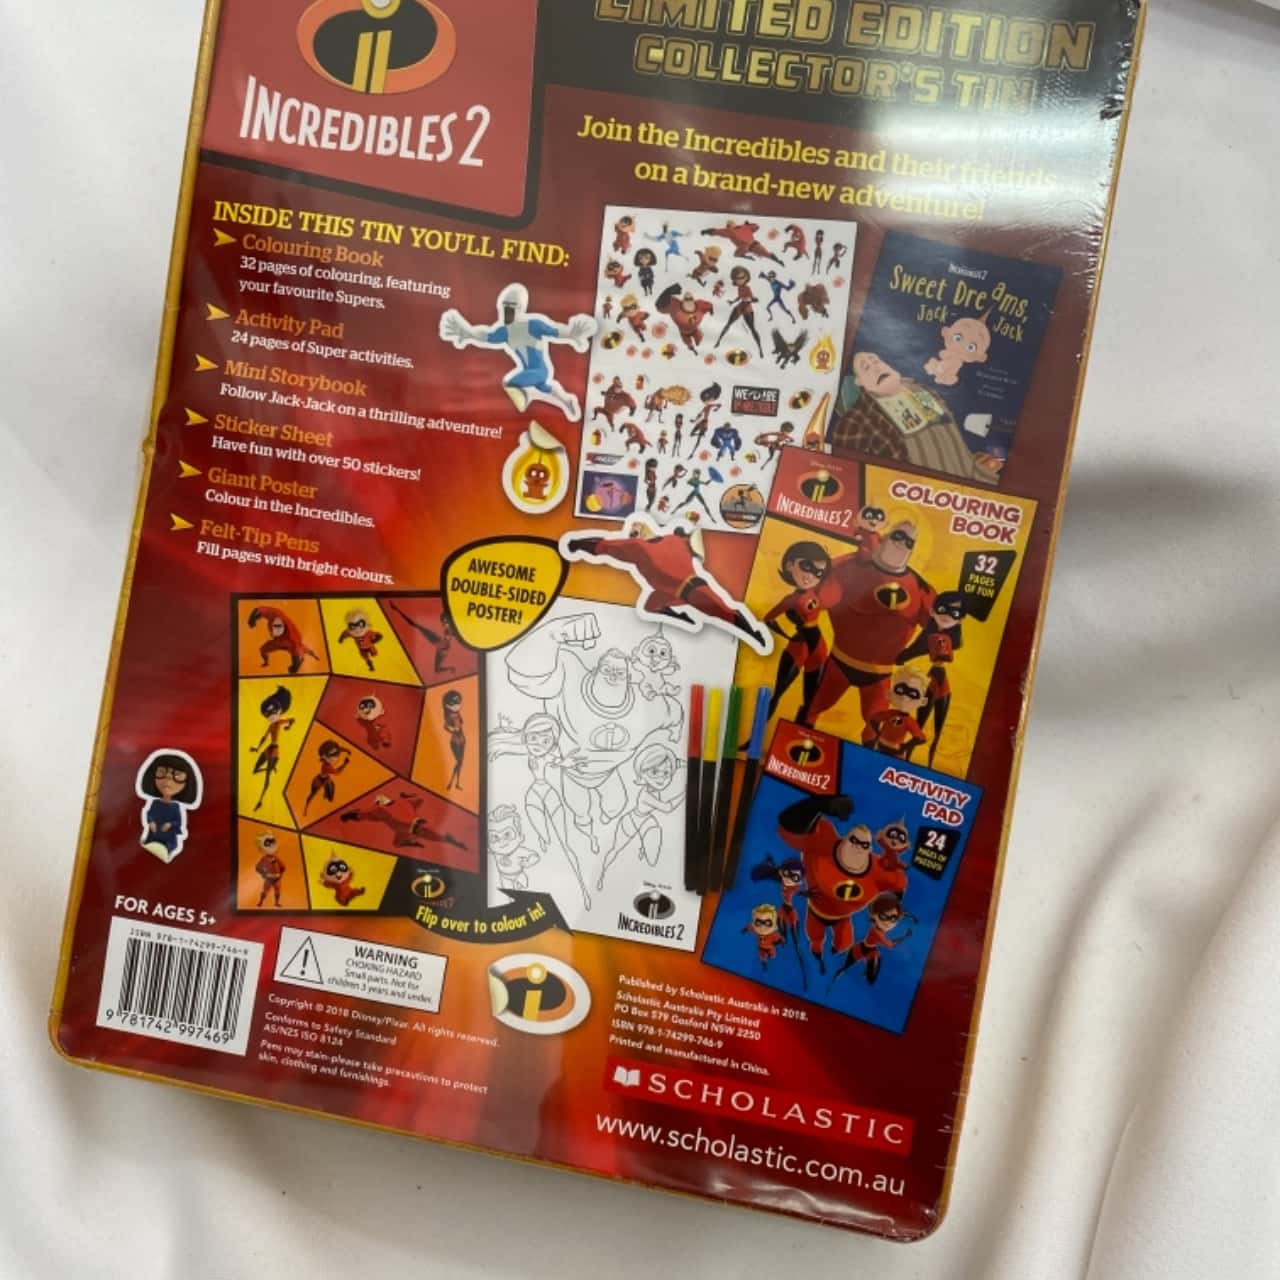 INCREDIBLES 2
LIMITED EDITION
COLLECTOR'S TIN
Join the Incredibles and their friends
on a brand-new adventure!
INSIDE THIS TIN YOU'LL FIND:
Colouring Book
32 pages of colouring, featuring
your favourite Supers.
Activity Pad
24 pages of Super activities.
Mini Storybook
Follow Jack-Jack on a thrilling adventure!
Sticker Sheet
Have fun with over 50 stickers!
Giant Poster
Colour in the Incredibles.
Felt-Tip Pens
Fill pages with bright colours.
Sweet Dreams,
Jack-Jack
INCREDIBLES 2
COLOURING
BOOK
32
PAGES
OF FUN
AWESOME
DOUBLE-SIDED
POSTER!
INCREDIBLES 2
ACTIVITY
PAD
24
PAGES OF
PUZZLES!
Flip over to colour in!
INCREDIBLES 2
FOR AGES 5+
ISBN 978-1-74299-746-9
9 781742 997469
WARNING
CHOKING HAZARD
Small parts. Not for
children 3 years and under.
Copyright © 2018 Disney/Pixar. All rights reserved.
Conforms to Safety Standard
AS/NZS ISO 8124
Pens may stain-please take precautions to protect
skin, clothing and furnishings.
Published by Scholastic Australia in 2018.
Scholastic Australia Pty Limited
PO Box 579 Gosford NSW 2250
ISBN 978-1-74299-746-9
Printed and manufactured in China.
SCHOLASTIC
www.scholastic.com.au